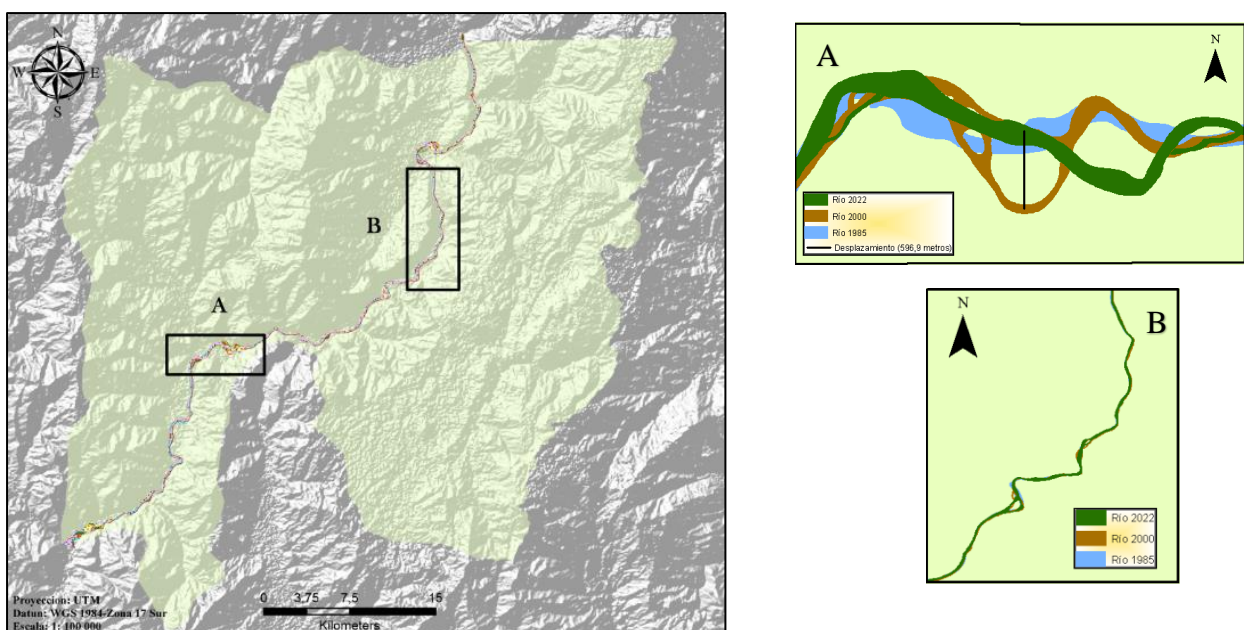 N
W E
S
B
A
Proyeccion: UTM
Datun: WGS 1984-Zona 17 Sur
Escala: 1: 100 000
0 3,75 7,5 15
Kilometers
A
N
Río 2022
Río 2000
Río 1985
Desplazamiento (596,9 metros)
N
B
Río 2022
Río 2000
Río 1985